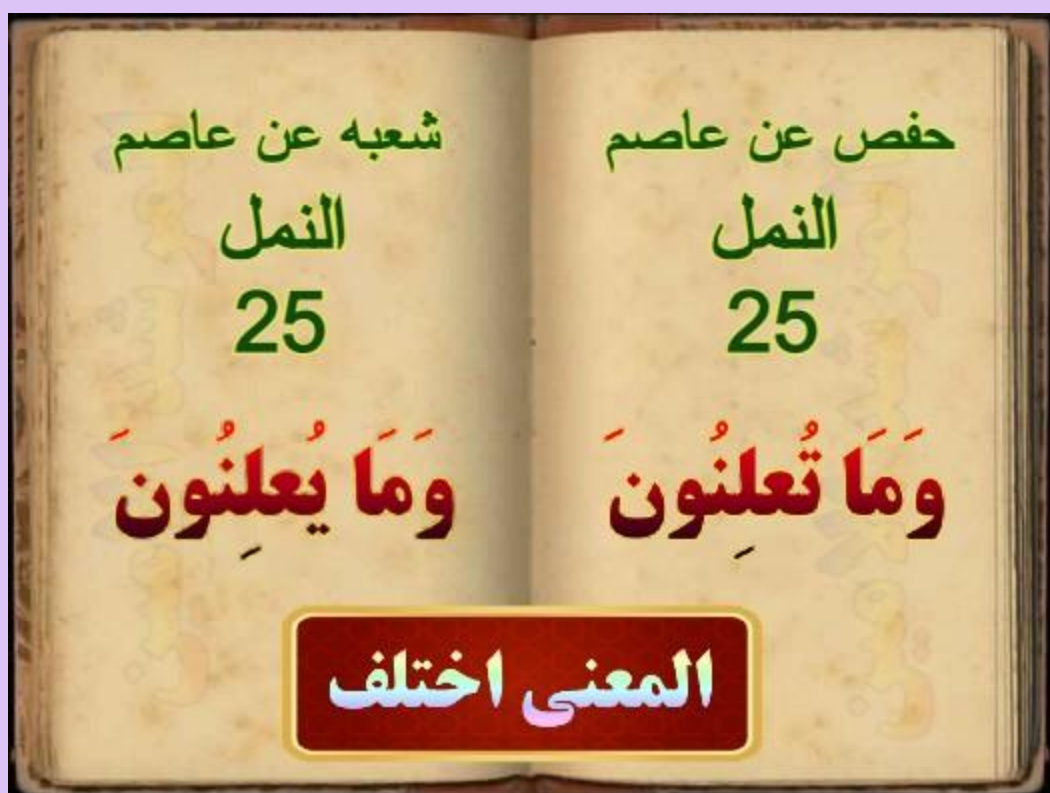 حفص عن عاصم
النمل
25
وَمَا تُعلِنُونَ
شعبه عن عاصم
النمل
25
وَمَا يُعلِنُونَ
المعنى اختلف